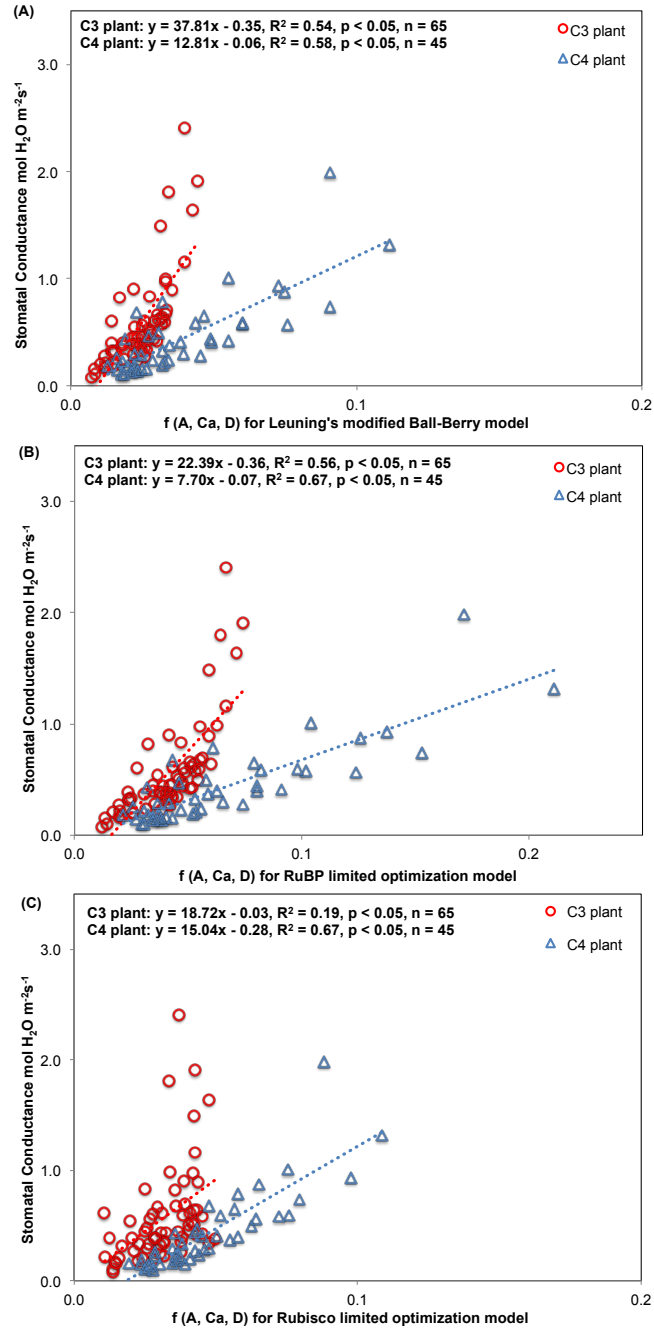 (A)
C3 plant: y = 37.81x - 0.35, R² = 0.54, p < 0.05, n = 65
C4 plant: y = 12.81x - 0.06, R² = 0.58, p < 0.05, n = 45
C3 plant
C4 plant
Stomatal Conductance mol H₂O m⁻²s⁻¹
3.0
2.0
1.0
0.0
0.0
0.1
0.2
f (A, Ca, D) for Leuning's modified Ball-Berry model
(B)
C3 plant: y = 22.39x - 0.36, R² = 0.56, p < 0.05, n = 65
C4 plant: y = 7.70x - 0.07, R² = 0.67, p < 0.05, n = 45
C3 plant
C4 plant
Stomatal Conductance mol H₂O m⁻²s⁻¹
3.0
2.0
1.0
0.0
0.0
0.1
0.2
f (A, Ca, D) for RuBP limited optimization model
(C)
C3 plant: y = 18.72x - 0.03, R² = 0.19, p < 0.05, n = 65
C4 plant: y = 15.04x - 0.28, R² = 0.67, p < 0.05, n = 45
C3 plant
C4 plant
Stomatal Conductance mol H₂O m⁻²s⁻¹
3.0
2.0
1.0
0.0
0.0
0.1
0.2
f (A, Ca, D) for Rubisco limited optimization model